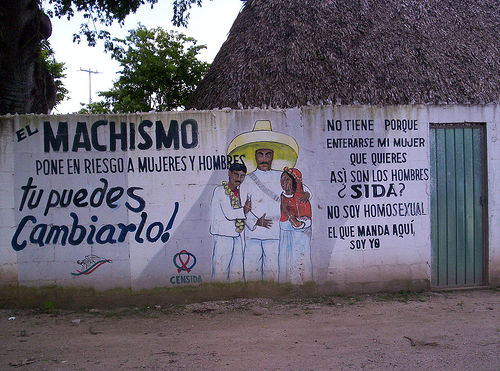 EL MACHISMO
PONE EN RIESGO A MUJERES Y HOMBRES
tu puedes
Cambiarlo!
CENSIDA
NO TIENE PORQUE
ENTERARSE MI MUJER
QUE QUIERES
ASÌ SON LOS HOMBRES
¿SIDA?
NO SOY HOMOSEXUAL
EL QUE MANDA AQUÍ,
SOY YO